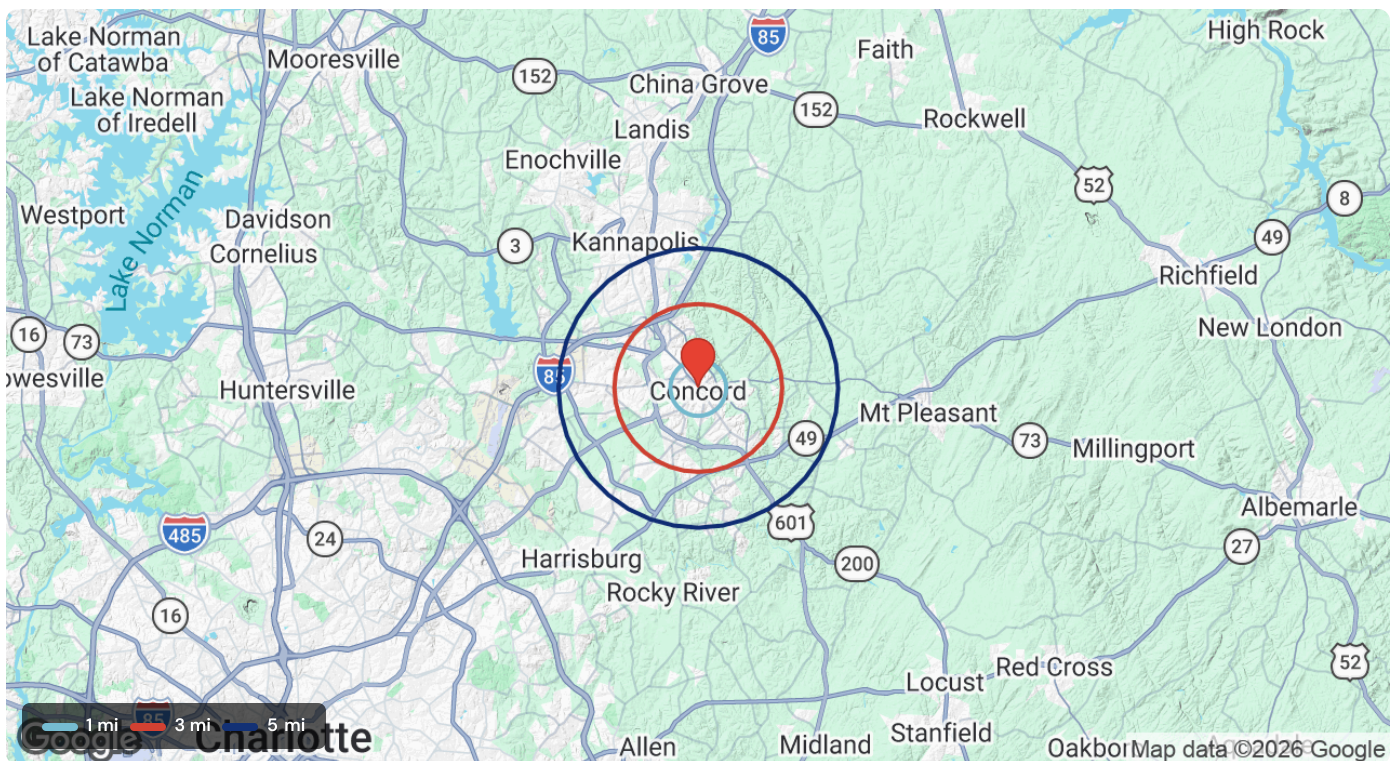 Lake Norman
of Catawba
Mooresville
85
Faith
High Rock
152
China Grove
Lake Norman
of Iredell
152
Rockwell
Landis
Enochville
52
8
Westport
Davidson
Lake Norman
3
Kannapolis
49
Cornelius
Richfield
16
73
New London
owesville
Huntersville
85
Concord
Mt Pleasant
49
73
Millingport
Albemarle
485
24
601
27
Harrisburg
200
Rocky River
16
Red Cross
52
Locust
85
1 mi
3 mi
5 mi
Google
Charlotte
Allen
Midland
Stanfield
Oakbor
Map data ©2026 Google